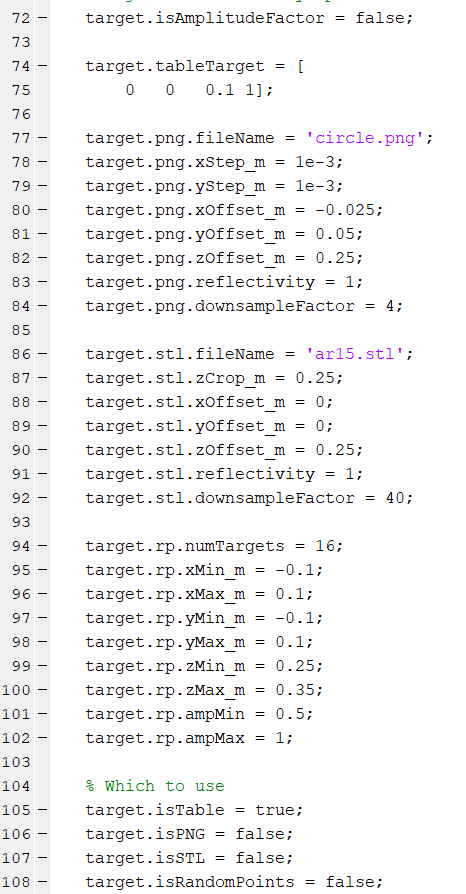 72 –    target.isAmplitudeFactor = false;
73
74 –    target.tableTarget = [
75          0   0   0.1 1];
76
77 –    target.png.fileName = 'circle.png';
78 –    target.png.xStep_m = 1e-3;
79 –    target.png.yStep_m = 1e-3;
80 –    target.png.xOffset_m = -0.025;
81 –    target.png.yOffset_m = 0.05;
82 –    target.png.zOffset_m = 0.25;
83 –    target.png.reflectivity = 1;
84 –    target.png.downsampleFactor = 4;
85
86 –    target.stl.fileName = 'ar15.stl';
87 –    target.stl.zCrop_m = 0.25;
88 –    target.stl.xOffset_m = 0;
89 –    target.stl.yOffset_m = 0;
90 –    target.stl.zOffset_m = 0.25;
91 –    target.stl.reflectivity = 1;
92 –    target.stl.downsampleFactor = 40;
93
94 –    target.rp.numTargets = 16;
95 –    target.rp.xMin_m = -0.1;
96 –    target.rp.xMax_m = 0.1;
97 –    target.rp.yMin_m = -0.1;
98 –    target.rp.yMax_m = 0.1;
99 –    target.rp.zMin_m = 0.25;
100 –    target.rp.zMax_m = 0.35;
101 –    target.rp.ampMin = 0.5;
102 –    target.rp.ampMax = 1;
103
104     % Which to use
105 –    target.isTable = true;
106 –    target.isPNG = false;
107 –    target.isSTL = false;
108 –    target.isRandomPoints = false;